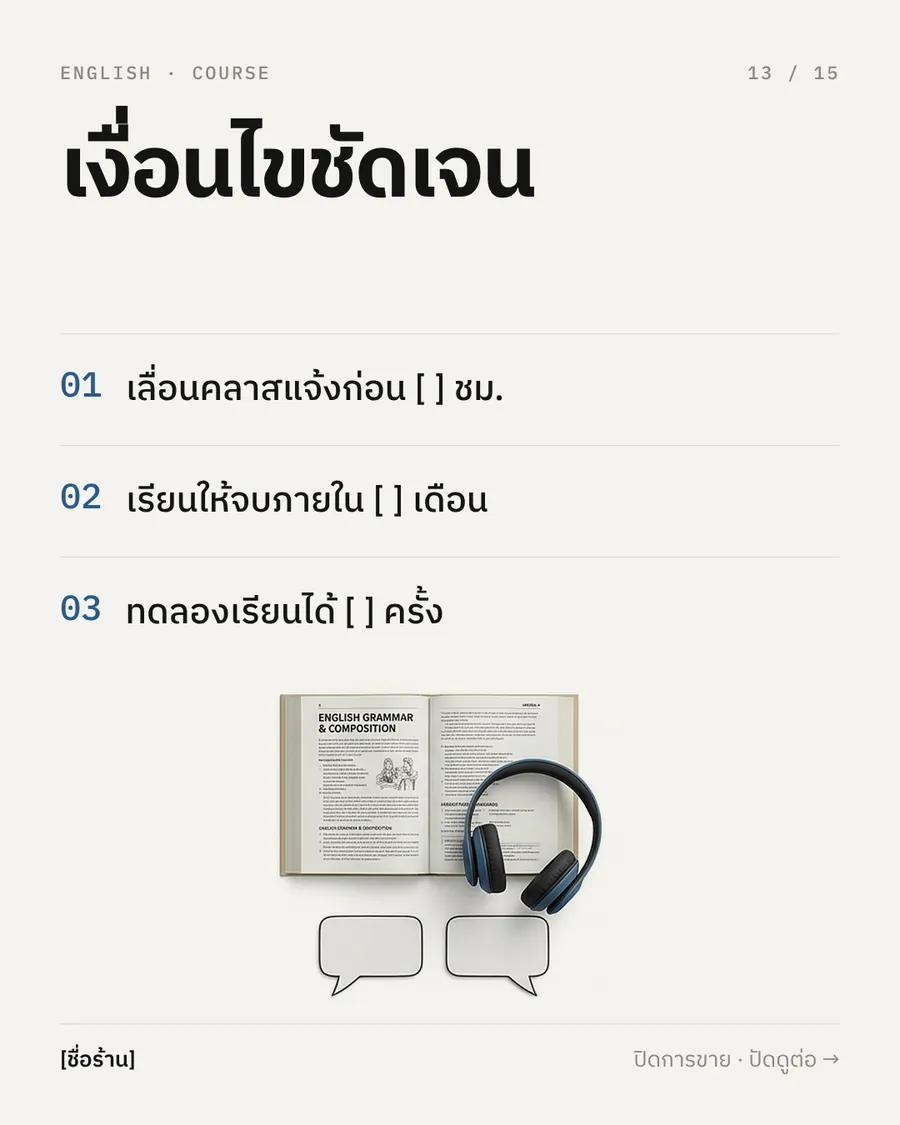 ENGLISH · COURSE
13 / 15
เงื่อนไขชัดเจน
01 เลื่อนคลาสแจ้งก่อน [ ] ชม.
02 เรียนให้จบภายใน [ ] เดือน
03 ทดลองเรียนได้ [ ] ครั้ง
ENGLISH GRAMMAR
& COMPOSITION
[ชื่อร้าน]
ปิดการขาย · ปัดดูต่อ →